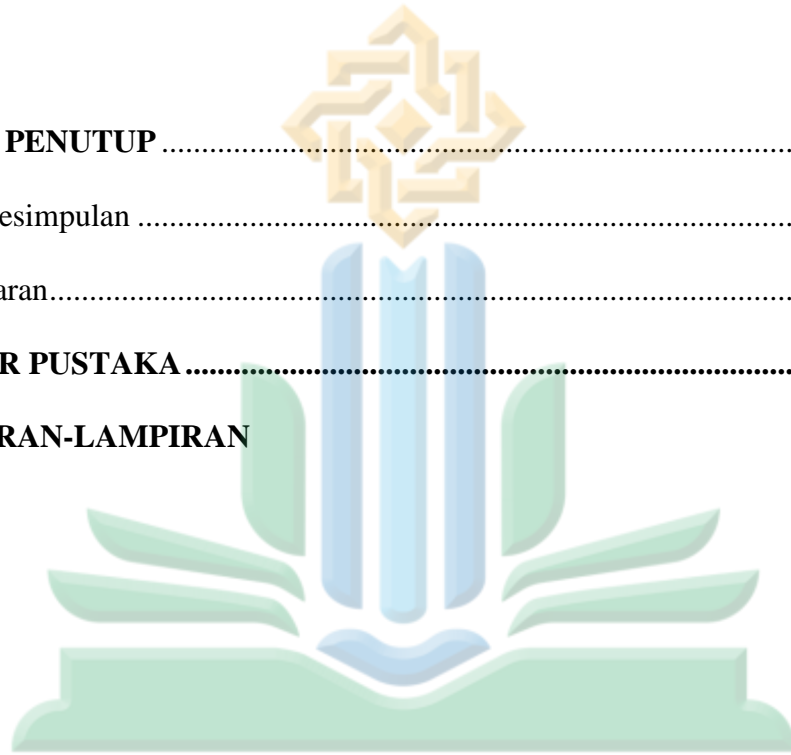 PENUTUP ................................................................................
esimpulan ................................................................................
aran................................................................................
R PUSTAKA ................................................................................
RAN-LAMPIRAN